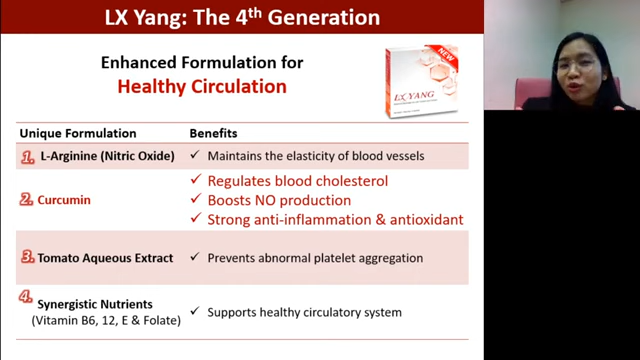 LX Yang: The 4th Generation
Enhanced Formulation for
Healthy Circulation
NEW
LX YANG
Unique Formulation Benefits
1. L-Arginine (Nitric Oxide) ✓ Maintains the elasticity of blood vessels
✓ Regulates blood cholesterol
2. Curcumin ✓ Boosts NO production
✓ Strong anti-inflammation & antioxidant
3. Tomato Aqueous Extract ✓ Prevents abnormal platelet aggregation
4. Synergistic Nutrients
(Vitamin B6, 12, E & Folate) ✓ Supports healthy circulatory system